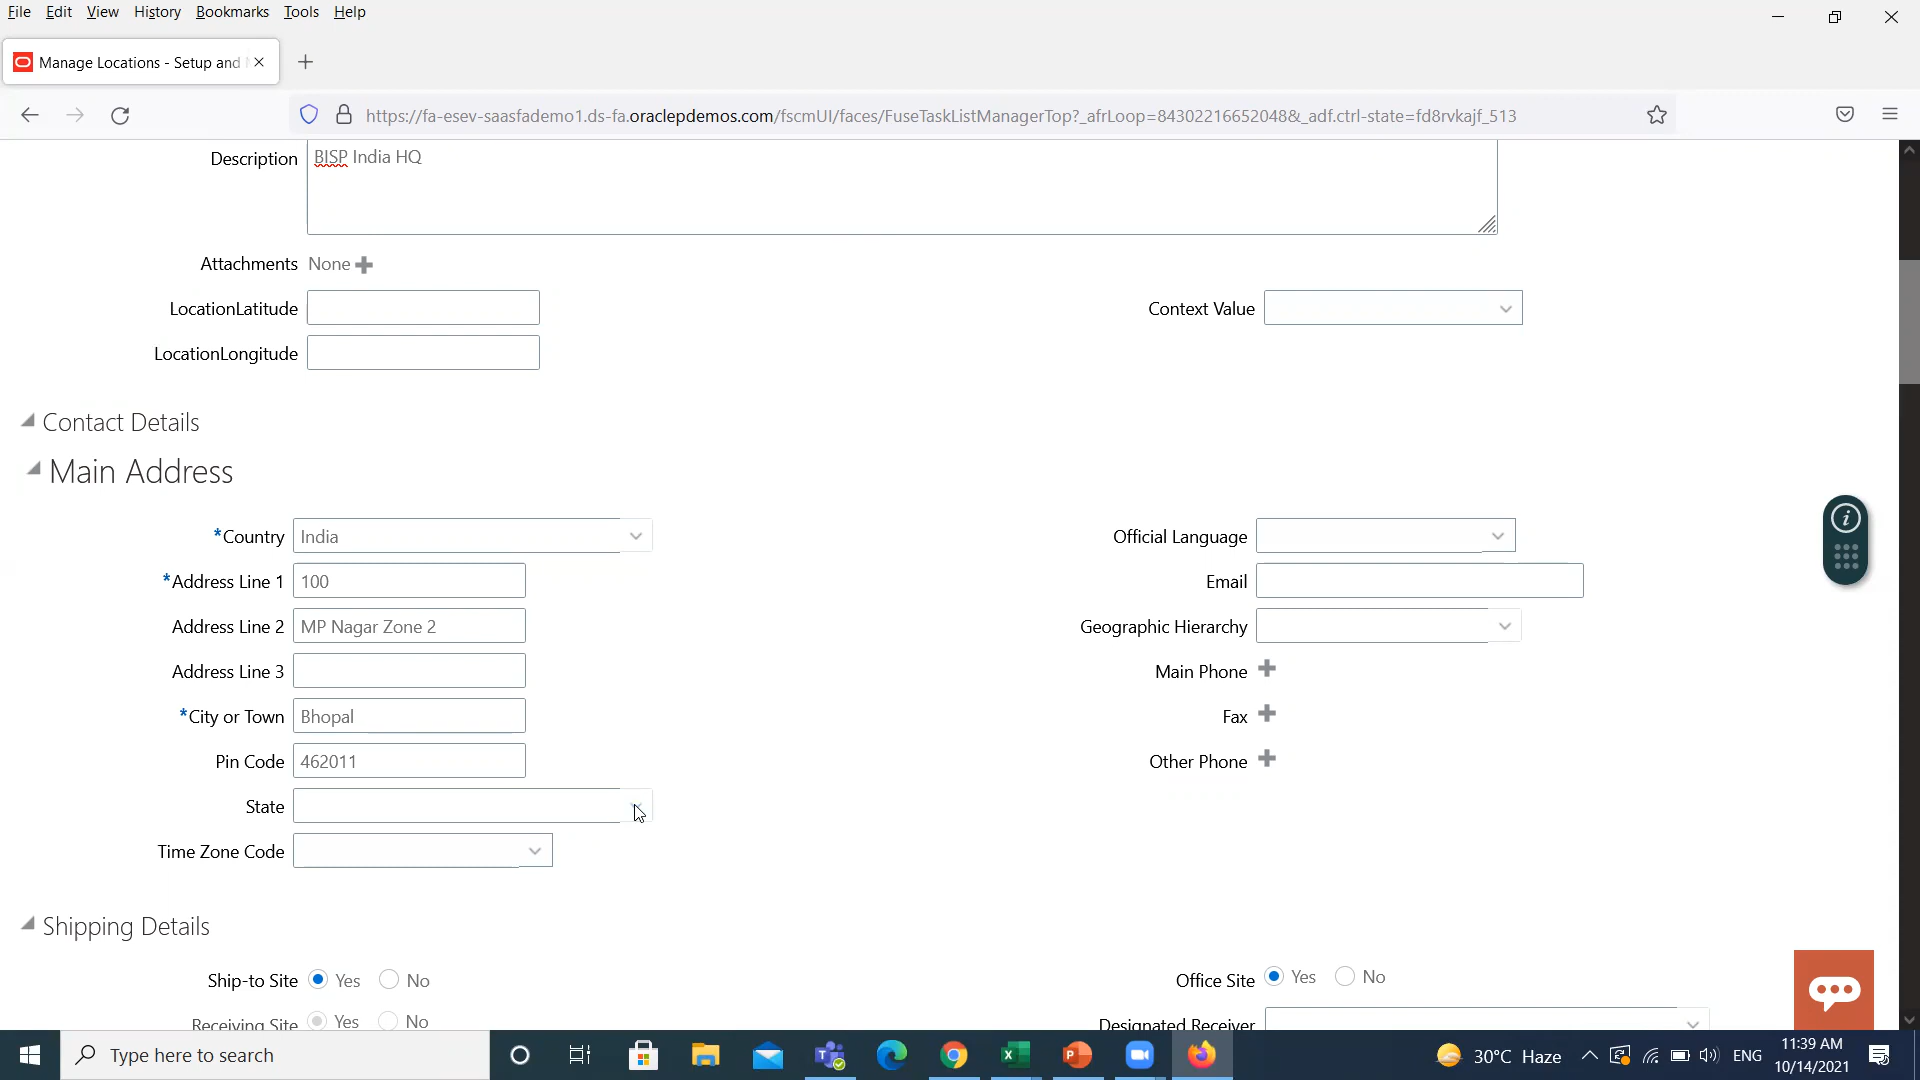 File Edit View History Bookmarks Tools Help
Manage Locations - Setup and
https://fa-esev-saasfademo1.ds-fa.oraclepdemos.com/fscmUI/faces/FuseTaskListManagerTop?_afrLoop=84302216652048&_adf.ctrl-state=fd8rvkajf_513
Description BISP India HQ
Attachments None
LocationLatitude Context Value
LocationLongitude
Contact Details
Main Address
*Country India Official Language
*Address Line 1 100 Email
Address Line 2 MP Nagar Zone 2 Geographic Hierarchy
Address Line 3 Main Phone
*City or Town Bhopal Fax
Pin Code 462011 Other Phone
State
Time Zone Code
Shipping Details
Ship-to Site Yes No Office Site Yes No
Receiving Site Yes No Designated Receiver
Type here to search 30°C Haze ENG 11:39 AM
10/14/2021